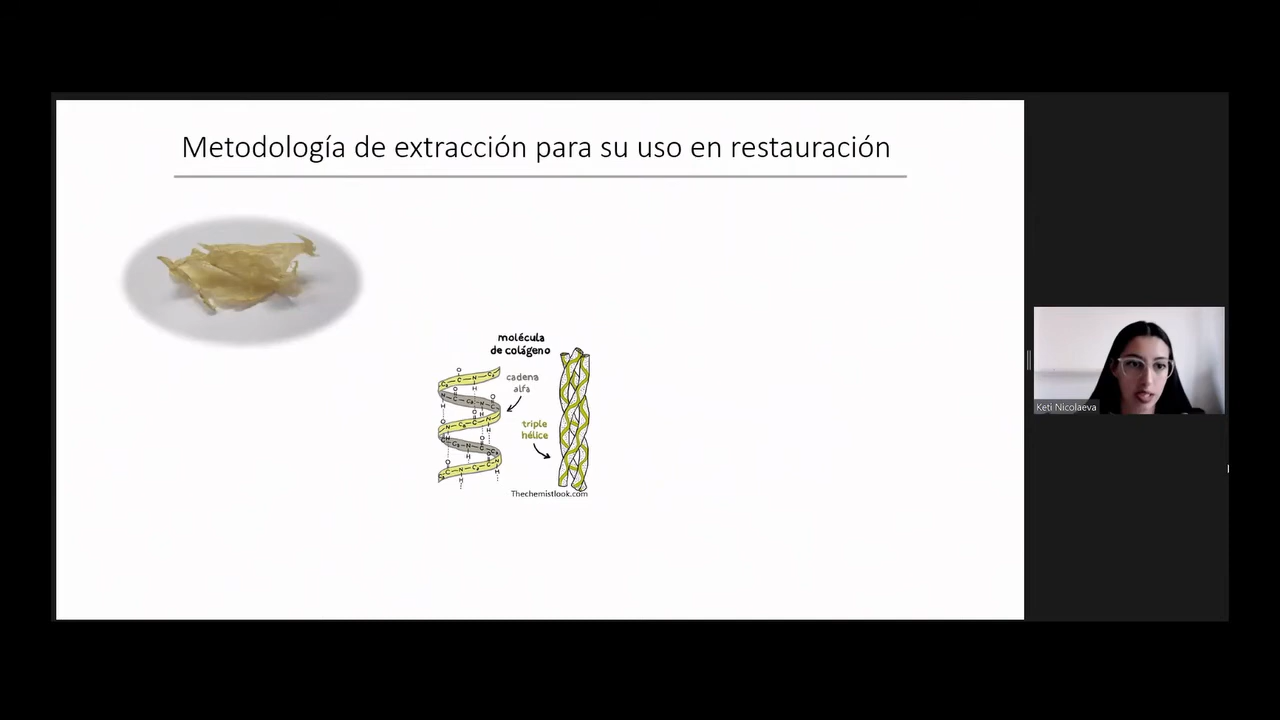 Metodología de extracción para su uso en restauración
molécula
de colágeno
cadena
alfa
triple
hélice
Thechemistlook.com
Keti Nicolaeva